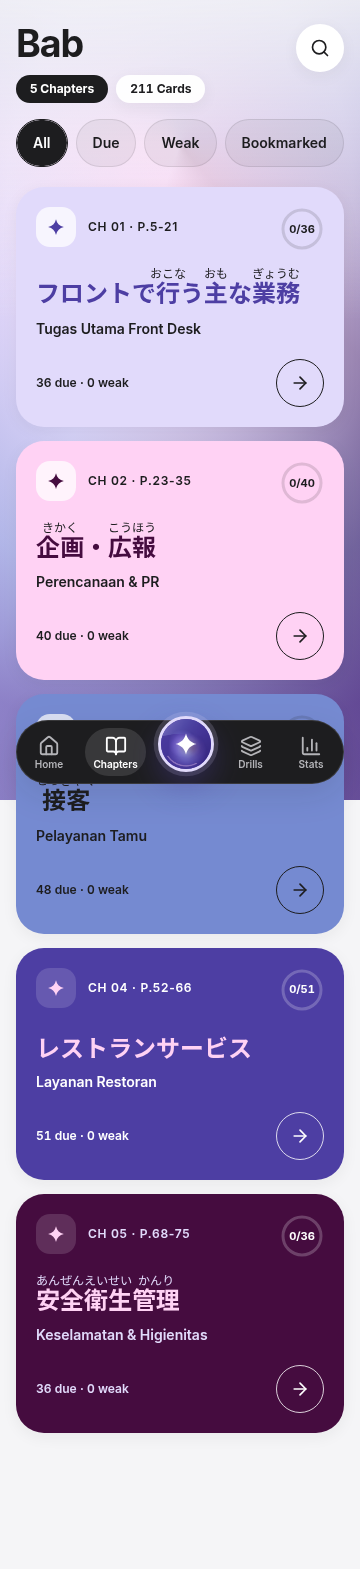 Bab
5 Chapters
211 Cards
All
Due
Weak
Bookmarked
CH 01 · P.5-21
0/36
おこな おも ぎょうむ
フロントで行う主な業務
Tugas Utama Front Desk
36 due · 0 weak
CH 02 · P.23-35
0/40
きかく こうほう
企画・広報
Perencanaan & PR
40 due · 0 weak
Home
Chapters
Drills
Stats
接客
Pelayanan Tamu
48 due · 0 weak
CH 04 · P.52-66
0/51
レストランサービス
Layanan Restoran
51 due · 0 weak
CH 05 · P.68-75
0/36
あんぜんえいせい かんり
安全衛生管理
Keselamatan & Higienitas
36 due · 0 weak